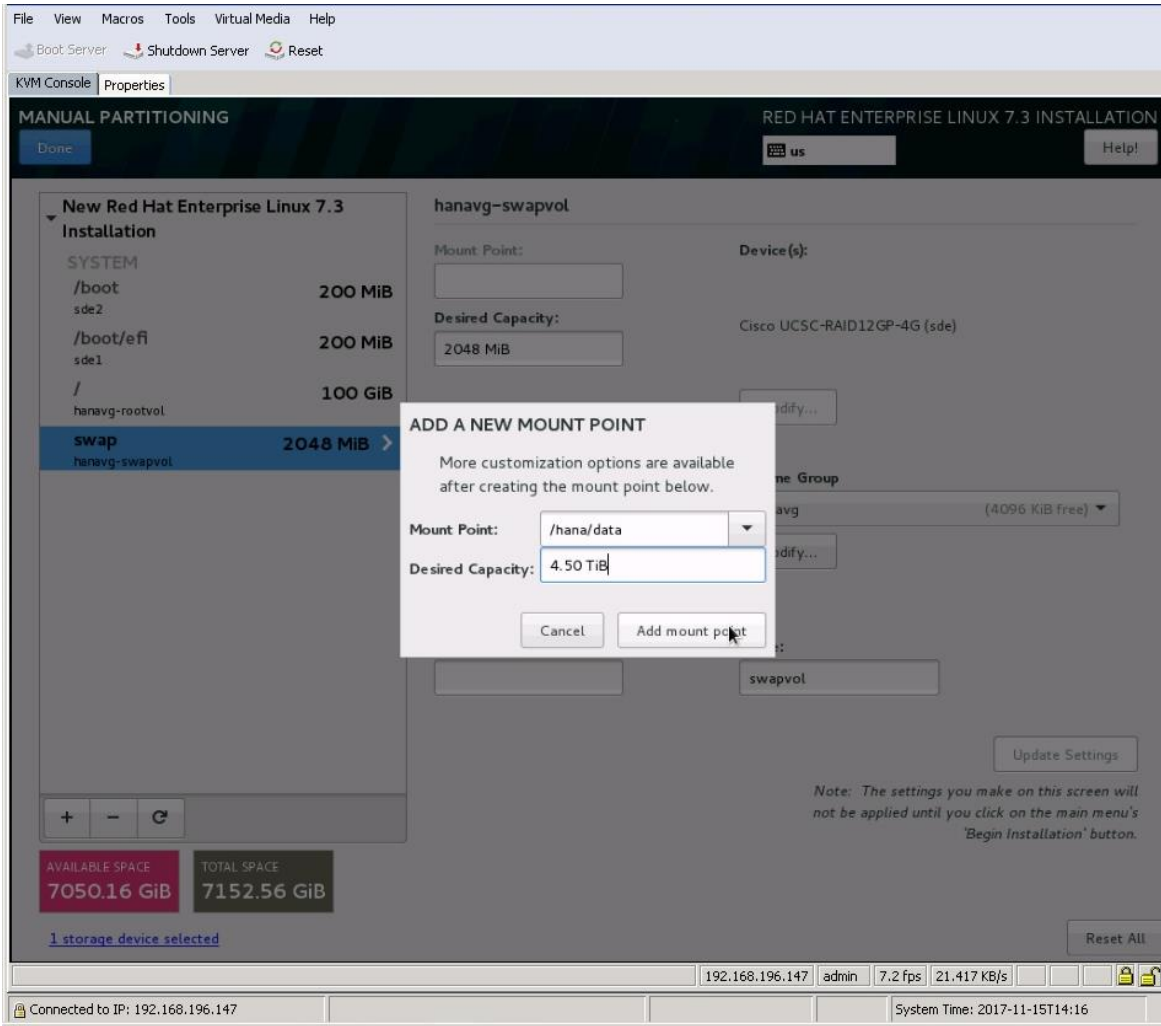 File View Macros Tools Virtual Media Help
Boot Server Shutdown Server Reset
KVM Console Properties
MANUAL PARTITIONING
RED HAT ENTERPRISE LINUX 7.3 INSTALLATION
Done
us
Help!
New Red Hat Enterprise Linux 7.3
Installation
SYSTEM
/boot
200 MiB
sde2
/boot/efi
200 MiB
sde1
/
100 GiB
hanavg-rootvol
swap
2048 MiB
hanavg-swapvol
hanavg-swapvol
Mount Point:
Device(s):
Desired Capacity:
2048 MiB
Cisco UCSC-RAID12GP-4G (sde)
ADD A NEW MOUNT POINT
More customization options are available
after creating the mount point below.
Mount Point: /hana/data
Desired Capacity: 4.50 TiB
Cancel Add mount point
Group
(4096 KiB free)
swapvol
Update Settings
Note: The settings you make on this screen will
not be applied until you click on the main menu's
'Begin Installation' button.
+ −
AVAILABLE SPACE
7050.16 GiB
TOTAL SPACE
7152.56 GiB
1 storage device selected
Reset All
192.168.196.147 admin 7.2 fps 21.417 KB/s
Connected to IP: 192.168.196.147
System Time: 2017-11-15T14:16